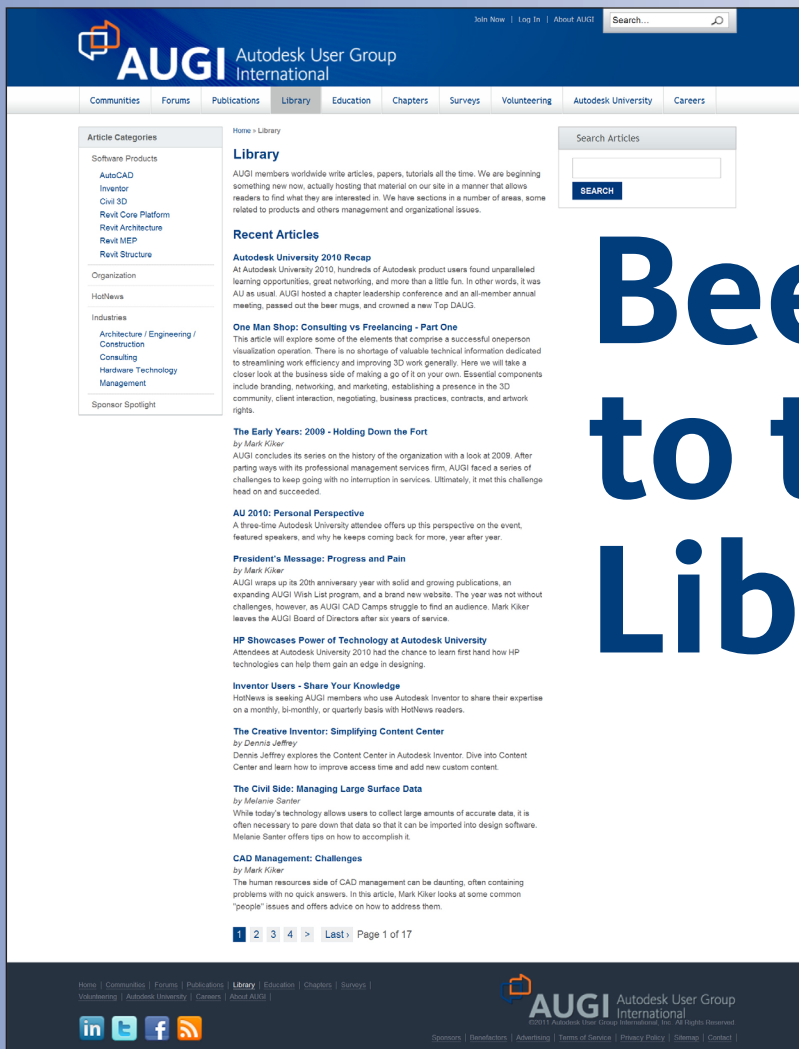 Join Now | Log In | About AUGI
Search...
AUGI Autodesk User Group
International
Communities Forums Publications Library Education Chapters Surveys Volunteering Autodesk University Careers
Article Categories
Software Products
AutoCAD
Inventor
Civil 3D
Revit Core Platform
Revit Architecture
Revit MEP
Revit Structure
Organization
HotNews
Industries
Architecture / Engineering /
Construction
Consulting
Hardware Technology
Management
Sponsor Spotlight
Home > Library
Library
AUGI members worldwide write articles, papers, tutorials all the time. We are beginning
something new now, actually hosting that material on our site in a manner that allows
readers to find what they are interested in. We have sections in a number of areas, some
related to products and others management and organizational issues.
Recent Articles
Autodesk University 2010 Recap
At Autodesk University 2010, hundreds of Autodesk product users found unparalleled
learning opportunities, great networking, and more than a little fun. In other words, it was
AU as usual. AUGI hosted a chapter leadership conference and an all-member annual
meeting, passed out the beer mugs, and crowned a new Top DAUG.
One Man Shop: Consulting vs Freelancing - Part One
This article will explore some of the elements that comprise a successful oneperson
visualization operation. There is no shortage of valuable technical information dedicated
to streamlining work efficiency and improving 3D work generally. Here we will take a
closer look at the business side of making a go of it on your own. Essential components
include branding, networking, and marketing, establishing a presence in the 3D
community, client interaction, negotiating, business practices, contracts, and artwork
rights.
The Early Years: 2009 - Holding Down the Fort
by Mark Kiker
AUGI concludes its series on the history of the organization with a look at 2009. After
parting ways with its professional management services firm, AUGI faced a series of
challenges to keep going with no interruption in services. Ultimately, it met this challenge
head on and succeeded.
AU 2010: Personal Perspective
A three-time Autodesk University attendee offers up this perspective on the event,
featured speakers, and why he keeps coming back for more, year after year.
President's Message: Progress and Pain
by Mark Kiker
AUGI wraps up its 20th anniversary year with solid and growing publications, an
expanding AUGI Wish List program, and a brand new website. The year was not without
challenges, however, as AUGI CAD Camps struggle to find an audience. Mark Kiker
leaves the AUGI Board of Directors after six years of service.
HP Showcases Power of Technology at Autodesk University
Attendees at Autodesk University 2010 had the chance to learn first hand how HP
technologies can help them gain an edge in designing.
Inventor Users - Share Your Knowledge
HotNews is seeking AUGI members who use Autodesk Inventor to share their expertise
on a monthly, bi-monthly, or quarterly basis with HotNews readers.
The Creative Inventor: Simplifying Content Center
by Dennis Jeffrey
Dennis Jeffrey explores the Content Center in Autodesk Inventor. Dive into Content
Center and learn how to improve access time and add new custom content.
The Civil Side: Managing Large Surface Data
by Melanie Santer
While today's technology allows users to collect large amounts of accurate data, it is
often necessary to pare down that data so that it can be imported into design software.
Melanie Santer offers tips on how to accomplish it.
CAD Management: Challenges
by Mark Kiker
The human resources side of CAD management can be daunting, often containing
problems with no quick answers. In this article, Mark Kiker looks at some common
"people" issues and offers advice on how to address them.
1 2 3 4 > Last › Page 1 of 17
Search Articles
SEARCH
Bee
to t
Lib
Home | Communities | Forums | Publications | Library | Education | Chapters | Surveys |
Volunteering | Autodesk University | Careers | About AUGI |
AUGI Autodesk User Group
International
©2011 Autodesk User Group International, Inc. All Rights Reserved
Sponsors | Benefactors | Advertising | Terms of Service | Privacy Policy | Sitemap | Contact |